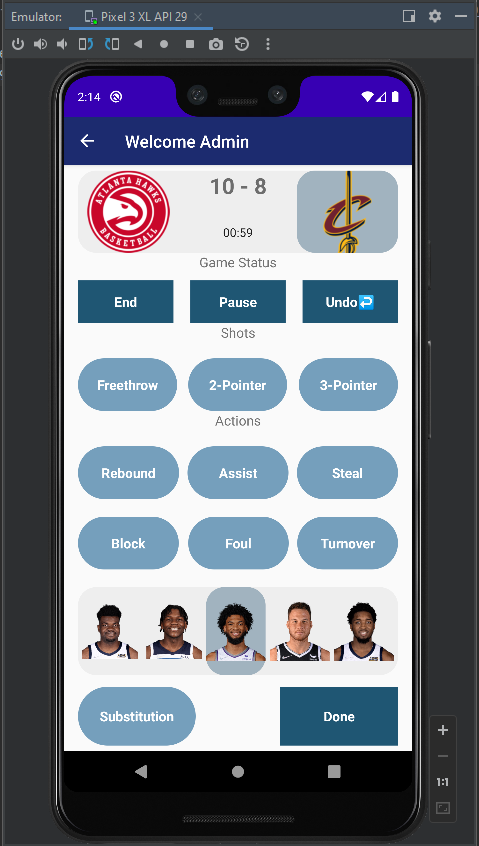 Emulator: Pixel 3 XL API 29
2:14
Welcome Admin
ATLANTA HAWKS
BASKETBALL
10 - 8
00:59
Game Status
End Pause Undo
Shots
Freethrow 2-Pointer 3-Pointer
Actions
Rebound Assist Steal
Block Foul Turnover
Substitution Done
1:1